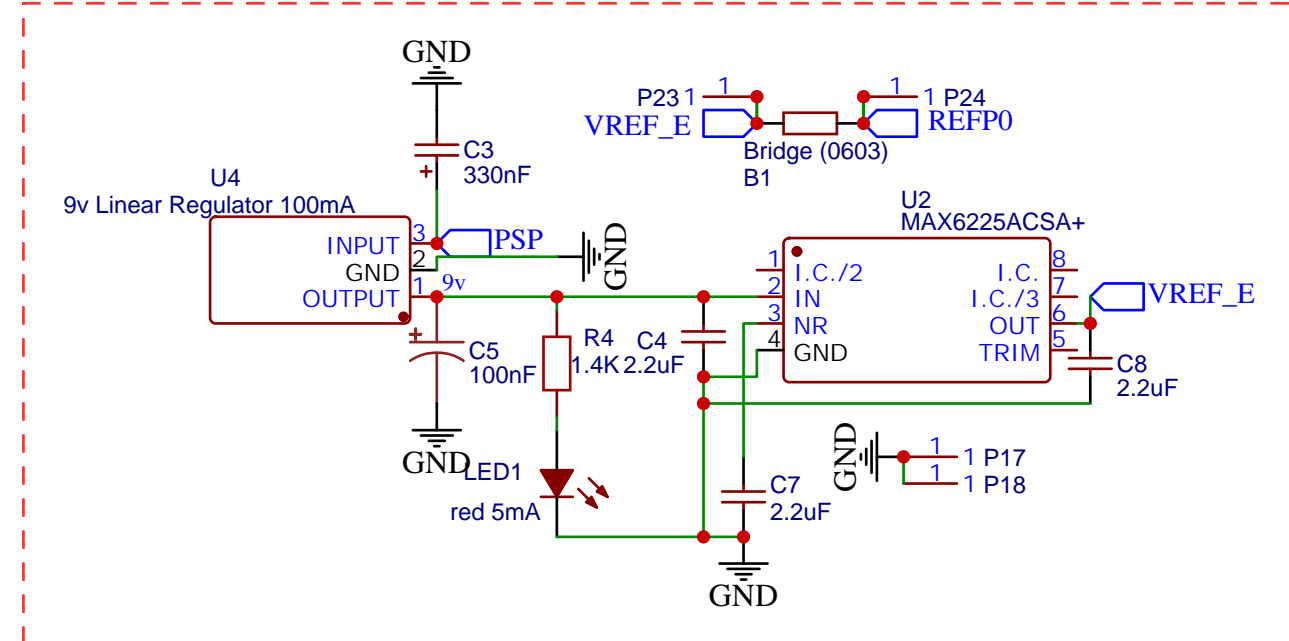 GND
C3
330nF
U4
9v Linear Regulator 100mA
INPUT 3
PSP
GND 2
GND
OUTPUT 1
9v
C5
100nF
GND
R4
1.4K
C4
2.2uF
LED1
red 5mA
P23 1 1
VREF_E
1 1 P24
REFP0
Bridge (0603)
B1
U2
MAX6225ACSA+
1 I.C./2
I.C. 8
2 IN
I.C./3 7
3 NR
OUT 6
4 GND
TRIM 5
VREF_E
C8
2.2uF
GND
1 1 P17
1 1 P18
C7
2.2uF
GND